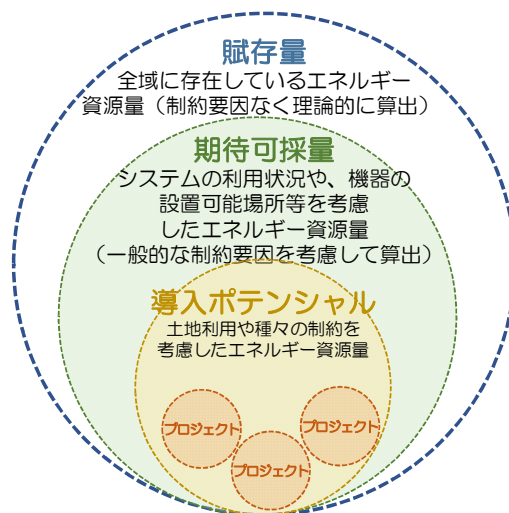 賦存量
全域に存在しているエネルギー
資源量（制約要因なく理論的に算出）
期待可採量
システムの利用状況や、機器の
設置可能場所等を考慮
したエネルギー資源量
（一般的な制約要因を考慮して算出）
導入ポテンシャル
土地利用や種々の制約を
考慮したエネルギー資源量
プロジェクト
プロジェクト
プロジェクト